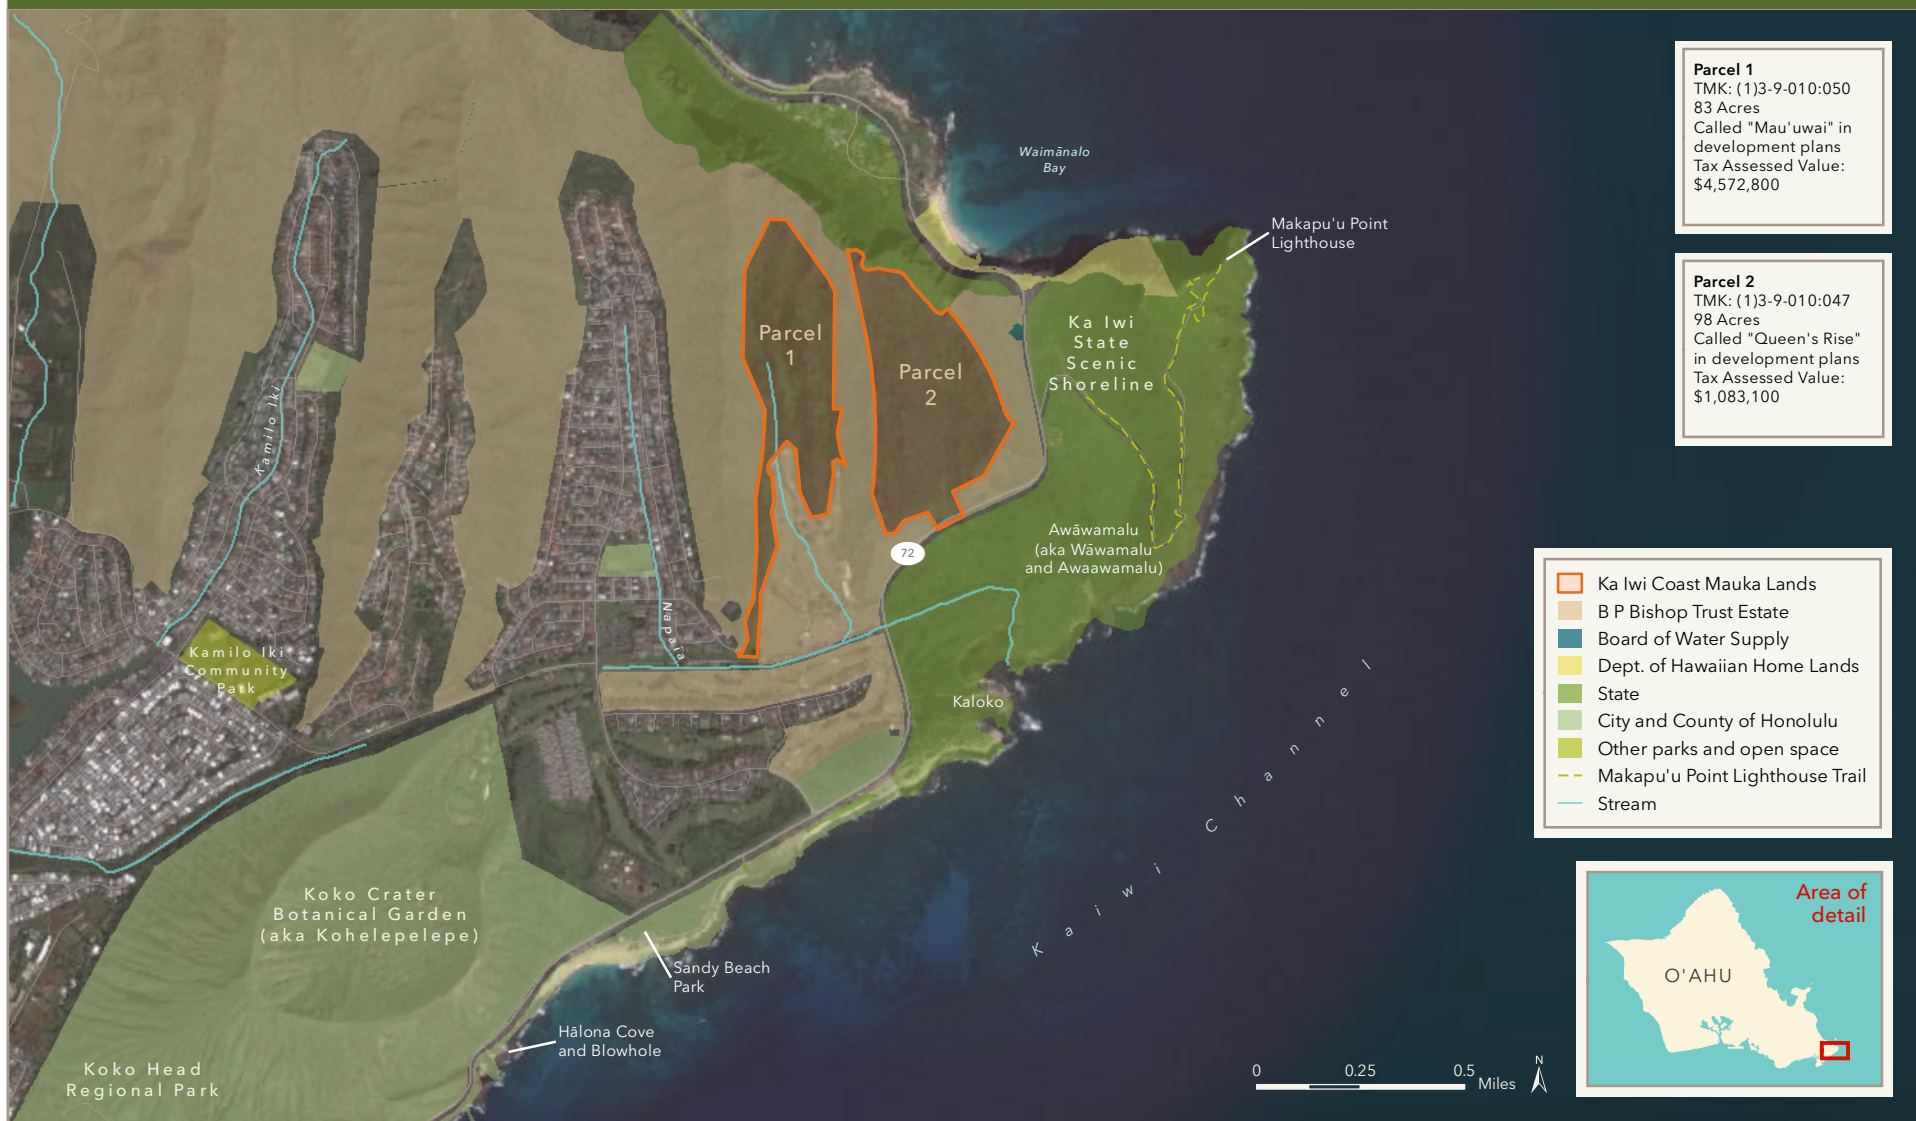 Parcel 1
TMK: (1)3-9-010:050
83 Acres
Called "Mau'uwai" in
development plans
Tax Assessed Value:
$4,572,800
Parcel 2
TMK: (1)3-9-010:047
98 Acres
Called "Queen's Rise"
in development plans
Tax Assessed Value:
$1,083,100
Waimānalo
Bay
Makapu'u Point
Lighthouse
Parcel
1
Parcel
2
Ka Iwi
State
Scenic
Shoreline
Kamilo Iki
Awāwamalu
(aka Wāwamalu
and Awaawamalu)
72
Napaia
Kamilo Iki
Community
Park
Kaloko
Kaiwi Channel
Koko Crater
Botanical Garden
(aka Kohelepelepe)
Sandy Beach
Park
Hālona Cove
and Blowhole
Koko Head
Regional Park
Ka Iwi Coast Mauka Lands
B P Bishop Trust Estate
Board of Water Supply
Dept. of Hawaiian Home Lands
State
City and County of Honolulu
Other parks and open space
Makapu'u Point Lighthouse Trail
Stream
Area of
detail
O'AHU
0 0.25 0.5
Miles
N